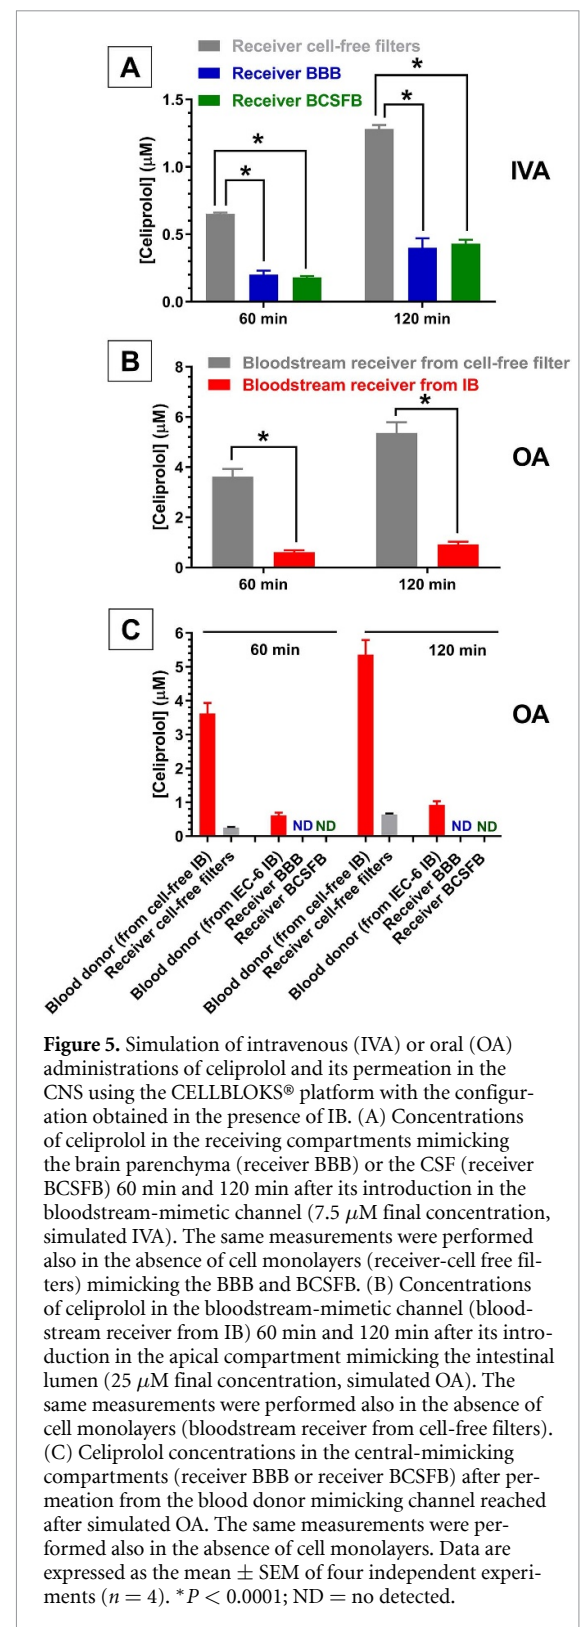 A
Receiver cell-free filters
Receiver BBB
Receiver BCSFB
[Celiprolol] (μM)
1.5
1.0
0.5
0.0
*
*
*
*
60 min
120 min
IVA
B
Bloodstream receiver from cell-free filter
Bloodstream receiver from IB
[Celiprolol] (μM)
8
6
4
2
0
*
*
60 min
120 min
OA
C
[Celiprolol] (μM)
6
5
4
3
2
1
0
60 min
120 min
ND
ND
ND
ND
OA
Blood donor (from cell-free IB)
Receiver cell-free filters
Blood donor (from IEC-6 IB)
Receiver BBB
Receiver BCSFB
Blood donor (from cell-free IB)
Receiver cell-free filters
Blood donor (from IEC-6 IB)
Receiver BBB
Receiver BCSFB
Figure 5. Simulation of intravenous (IVA) or oral (OA)
administrations of celiprolol and its permeation in the
CNS using the CELLBLOKS® platform with the configur-
ation obtained in the presence of IB. (A) Concentrations
of celiprolol in the receiving compartments mimicking
the brain parenchyma (receiver BBB) or the CSF (receiver
BCSFB) 60 min and 120 min after its introduction in the
bloodstream-mimetic channel (7.5 μM final concentration,
simulated IVA). The same measurements were performed
also in the absence of cell monolayers (receiver-cell free fil-
ters) mimicking the BBB and BCSFB. (B) Concentrations
of celiprolol in the bloodstream-mimetic channel (blood-
stream receiver from IB) 60 min and 120 min after its intro-
duction in the apical compartment mimicking the intestinal
lumen (25 μM final concentration, simulated OA). The
same measurements were performed also in the absence of
cell monolayers (bloodstream receiver from cell-free filters).
(C) Celiprolol concentrations in the central-mimicking
compartments (receiver BBB or receiver BCSFB) after per-
meation from the blood donor mimicking channel reached
after simulated OA. The same measurements were per-
formed also in the absence of cell monolayers. Data are
expressed as the mean ± SEM of four independent experi-
ments (n = 4). *P < 0.0001; ND = no detected.